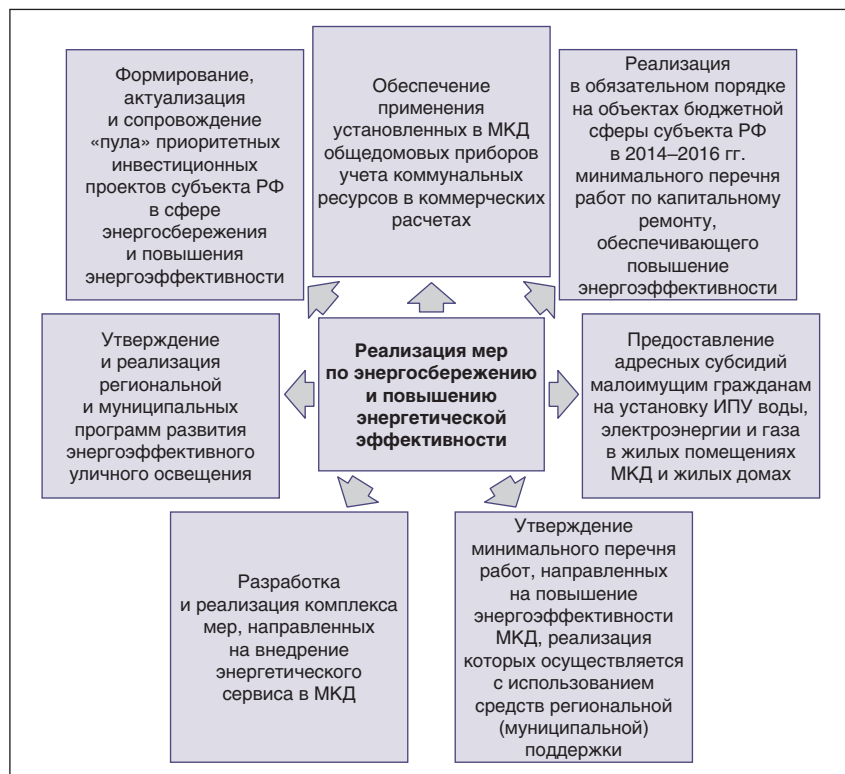 Формирование,
актуализация
и сопровождение
«пула» приоритетных
инвестиционных
проектов субъекта РФ
в сфере
энергосбережения
и повышения
энергоэффективности
Обеспечение
применения
установленных в МКД
общедомовых приборов
учета коммунальных
ресурсов в коммерческих
расчетах
Реализация
в обязательном порядке
на объектах бюджетной
сферы субъекта РФ
в 2014–2016 гг.
минимального перечня
работ по капитальному
ремонту,
обеспечивающего
повышение
энергоэффективности
Утверждение
и реализация
региональной
и муниципальных
программ развития
энергоэффективного
уличного освещения
Реализация мер
по энергосбережению
и повышению
энергетической
эффективности
Предоставление
адресных субсидий
малоимущим гражданам
на установку ИПУ воды,
электроэнергии и газа
в жилых помещениях
МКД и жилых домах
Разработка
и реализация комплекса
мер, направленных
на внедрение
энергетического
сервиса в МКД
Утверждение
минимального перечня
работ, направленных
на повышение
энергоэффективности
МКД, реализация
которых осуществляется
с использованием
средств региональной
(муниципальной)
поддержки